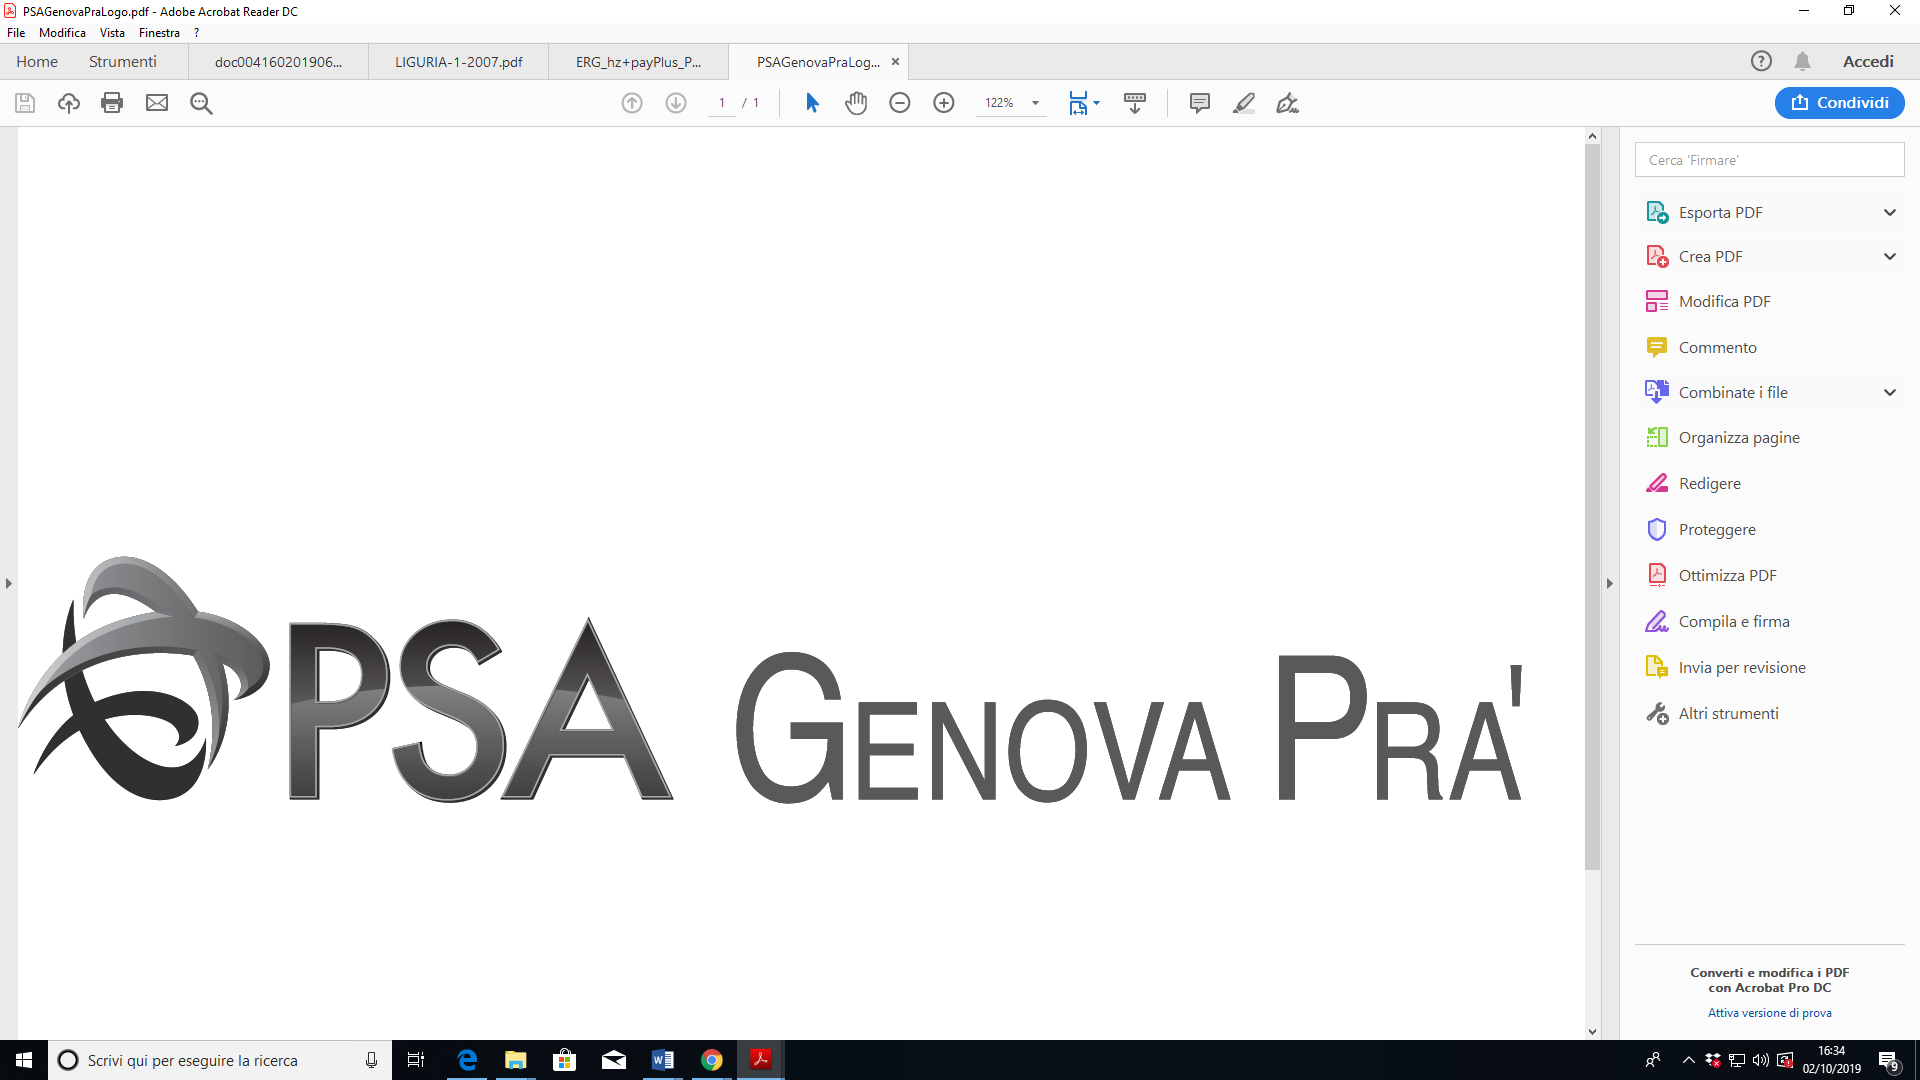 PSAGenovaPraLogo.pdf - Adobe Acrobat Reader DC
File Modifica Vista Finestra ?
Home Strumenti doc004160201906... LIGURIA-1-2007.pdf ERG_hz+payPlus_P... PSAGenovaPraLog... × Accedi
1 / 1 122% Condividi
Cerca 'Firmare'
Esporta PDF
Crea PDF
Modifica PDF
Commento
Combinate i file
Organizza pagine
Redigere
Proteggere
Ottimizza PDF
Compila e firma
Invia per revisione
Altri strumenti
PSA GENOVA PRA'
Converti e modifica i PDF
con Acrobat Pro DC
Attiva versione di prova
Scrivi qui per eseguire la ricerca
16:34
02/10/2019
9